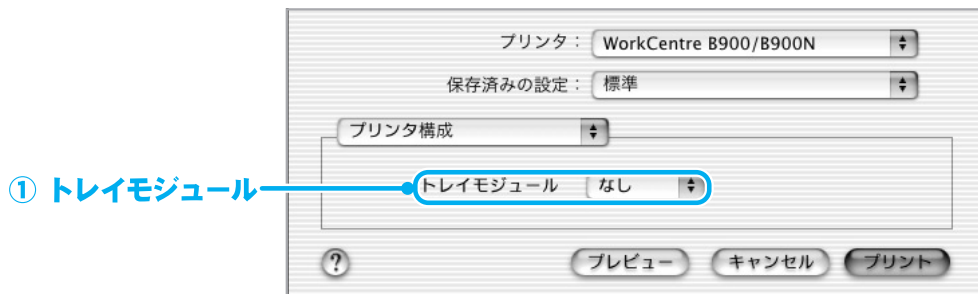 プリンタ： WorkCentre B900/B900N
保存済みの設定： 標準
プリンタ構成
① トレイモジュール
トレイモジュール なし
? プレビュー キャンセル プリント